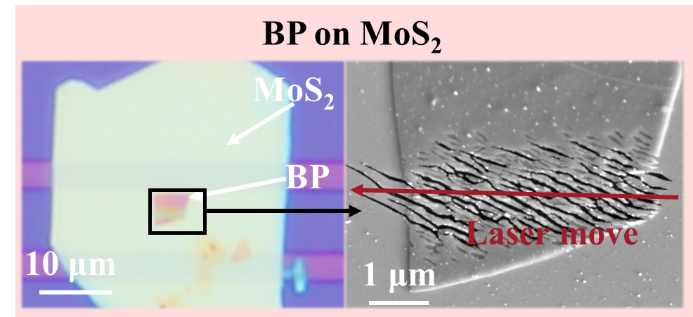 BP on MoS₂
MoS₂
BP
10 μm
Laser move
1 μm